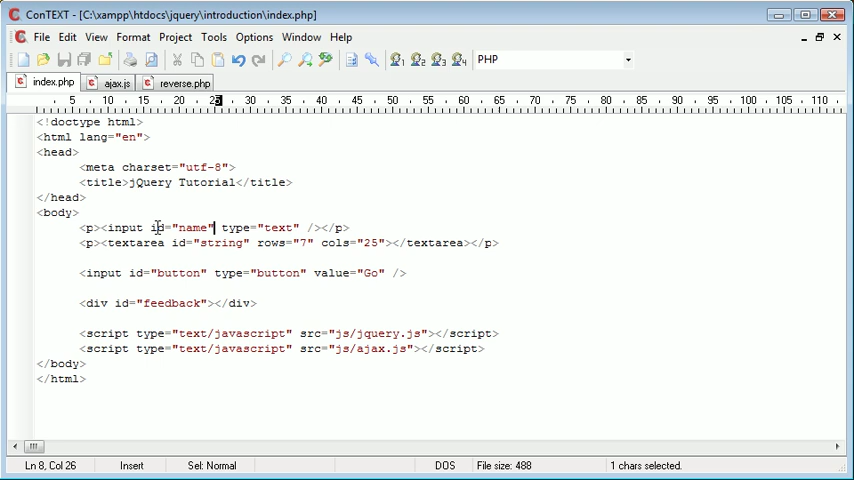 ConTEXT - [C:\xampp\htdocs\jquery\introduction\index.php]
File Edit View Format Project Tools Options Window Help
1 2 3 4 PHP
index.php ajax.js reverse.php
5 10 15 20 25 30 35 40 45 50 55 60 65 70 75 80 85 90 95 100 105 110
<!doctype html>
<html lang="en">
<head>
<meta charset="utf-8">
<title>jQuery Tutorial</title>
</head>
<body>
<p><input id="name" type="text" /></p>
<p><textarea id="string" rows="7" cols="25"></textarea></p>
<input id="button" type="button" value="Go" />
<div id="feedback"></div>
<script type="text/javascript" src="js/jquery.js"></script>
<script type="text/javascript" src="js/ajax.js"></script>
</body>
</html>
Ln 8, Col 26 Insert Sel: Normal DOS File size: 488 1 chars selected.